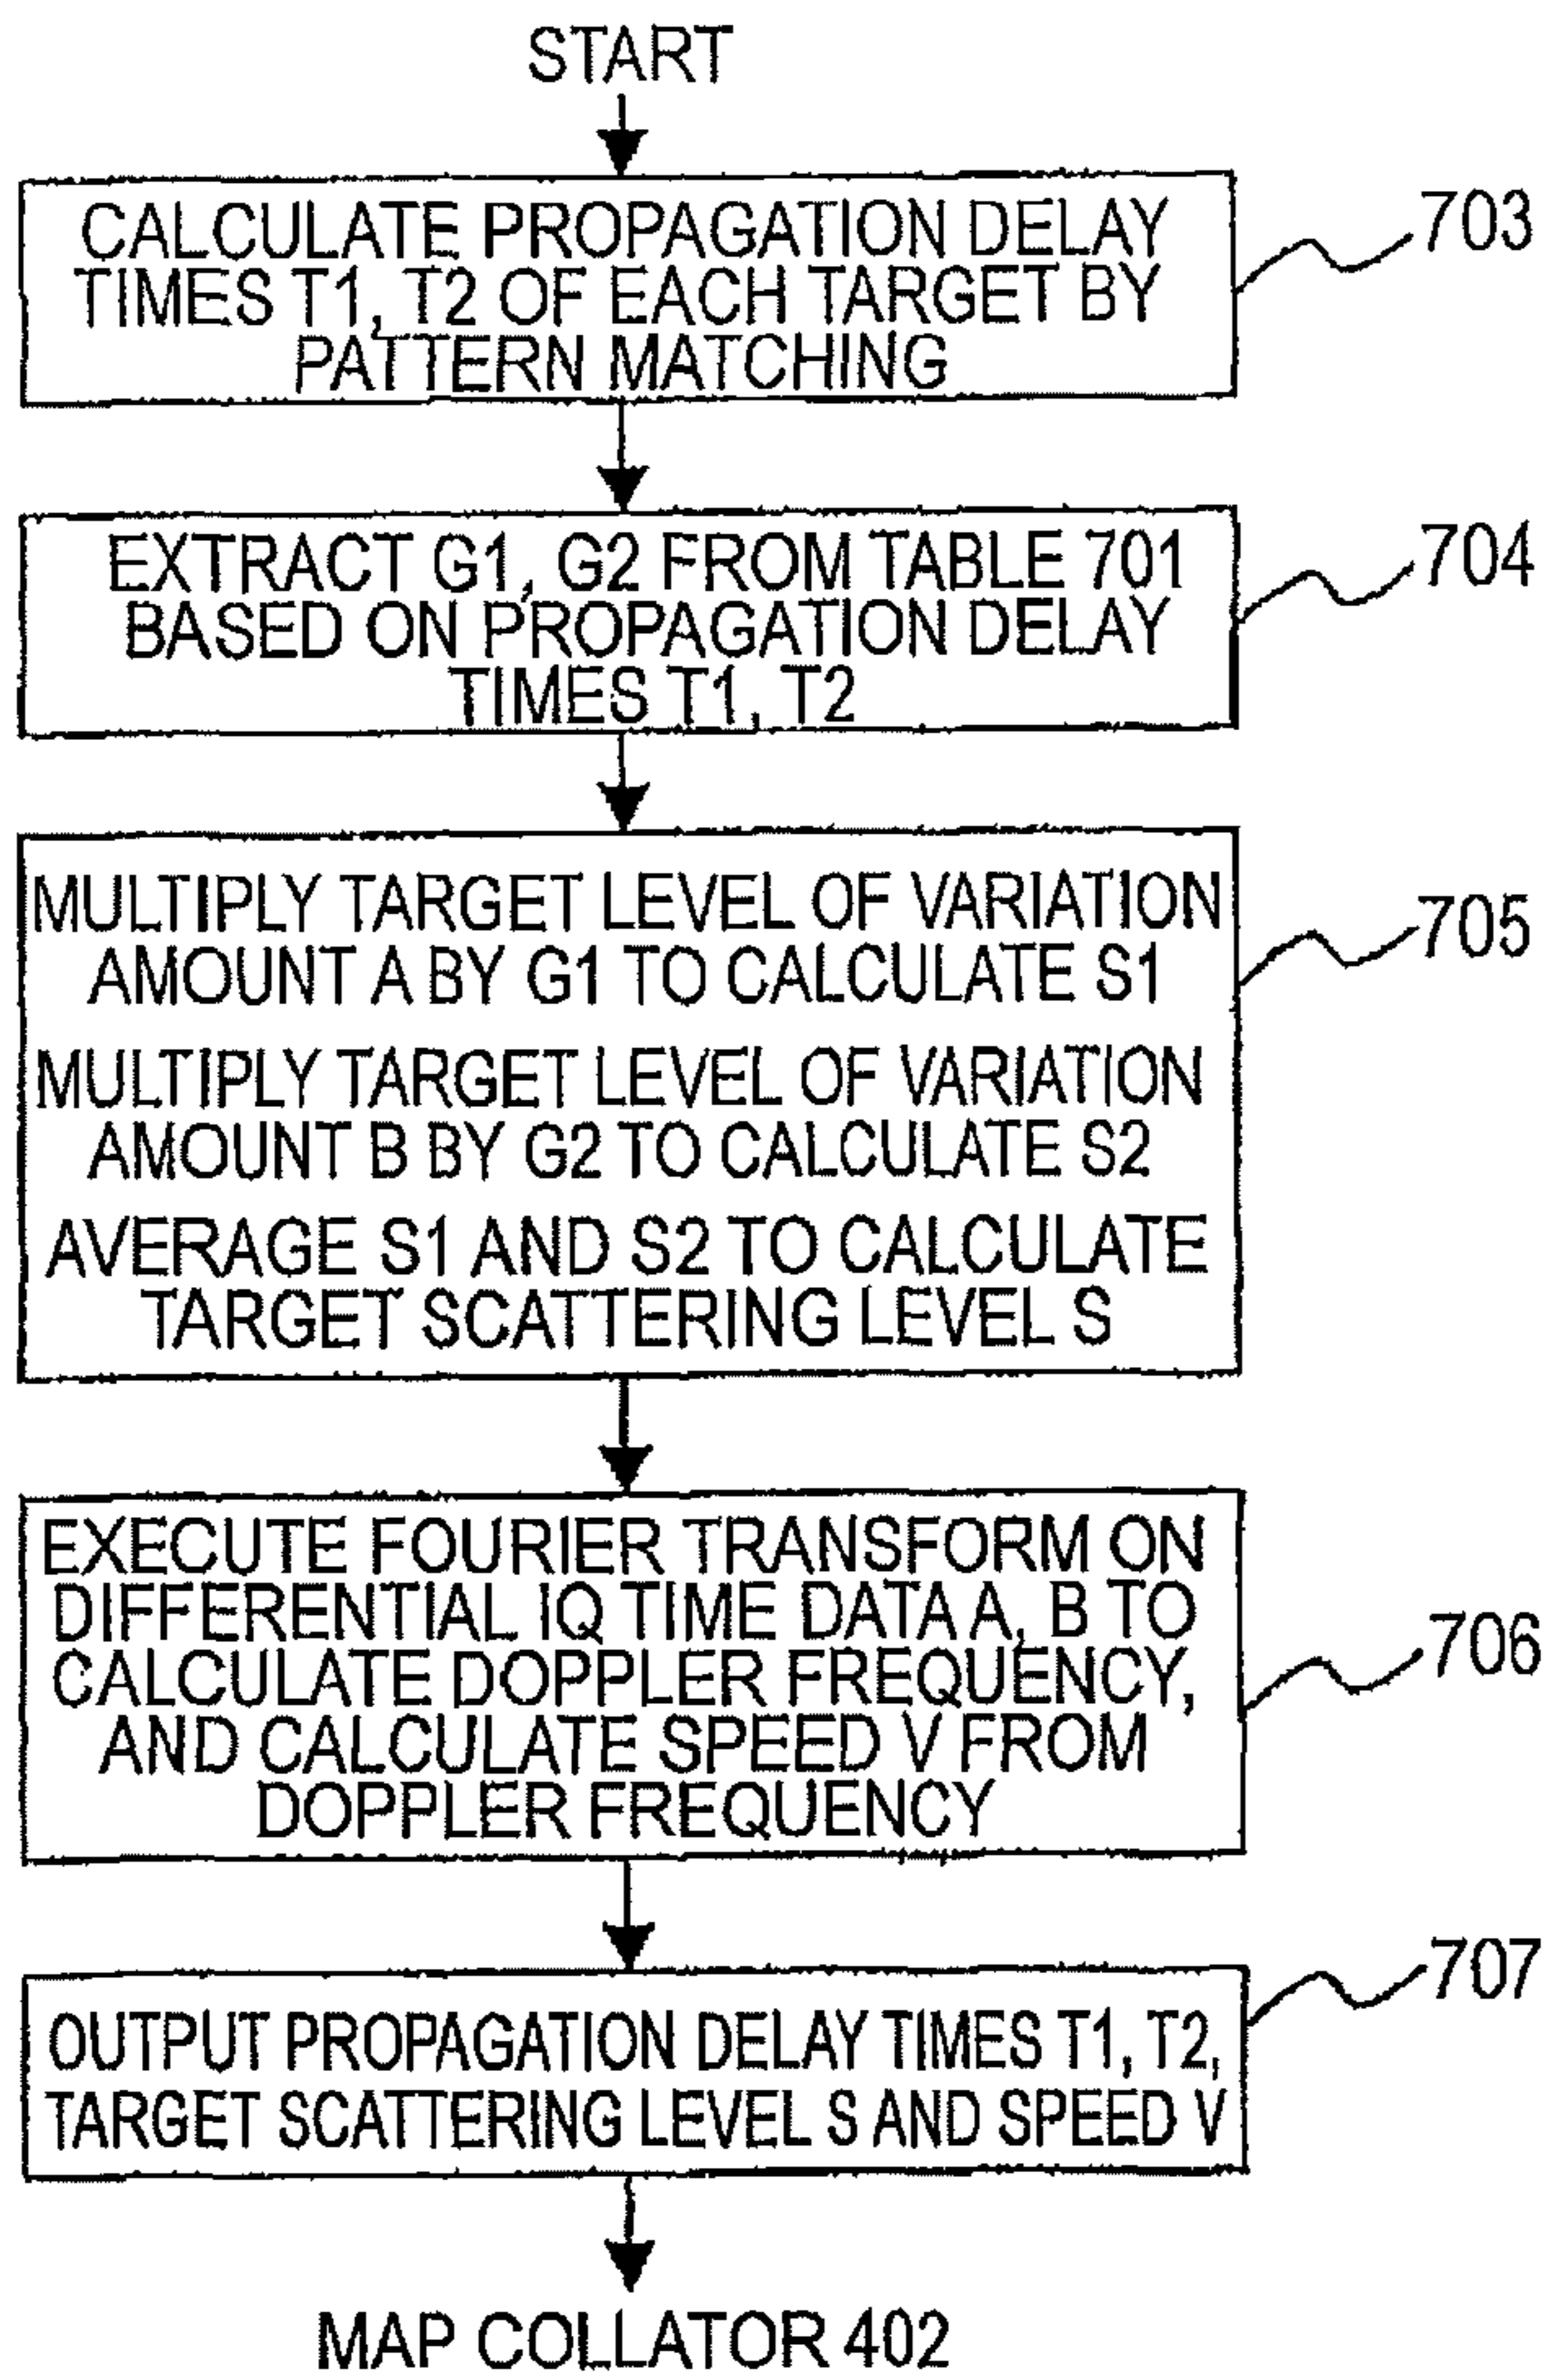 START
CALCULATE PROPAGATION DELAY
TIMES T1, T2 OF EACH TARGET BY
PATTERN MATCHING
703
EXTRACT G1, G2 FROM TABLE 701
BASED ON PROPAGATION DELAY
TIMES T1, T2
704
MULTIPLY TARGET LEVEL OF VARIATION
AMOUNT A BY G1 TO CALCULATE S1
MULTIPLY TARGET LEVEL OF VARIATION
AMOUNT B BY G2 TO CALCULATE S2
AVERAGE S1 AND S2 TO CALCULATE
TARGET SCATTERING LEVEL S
705
EXECUTE FOURIER TRANSFORM ON
DIFFERENTIAL IQ TIME DATA A, B TO
CALCULATE DOPPLER FREQUENCY,
AND CALCULATE SPEED V FROM
DOPPLER FREQUENCY
706
OUTPUT PROPAGATION DELAY TIMES T1, T2,
TARGET SCATTERING LEVEL S AND SPEED V
707
MAP COLLATOR 402